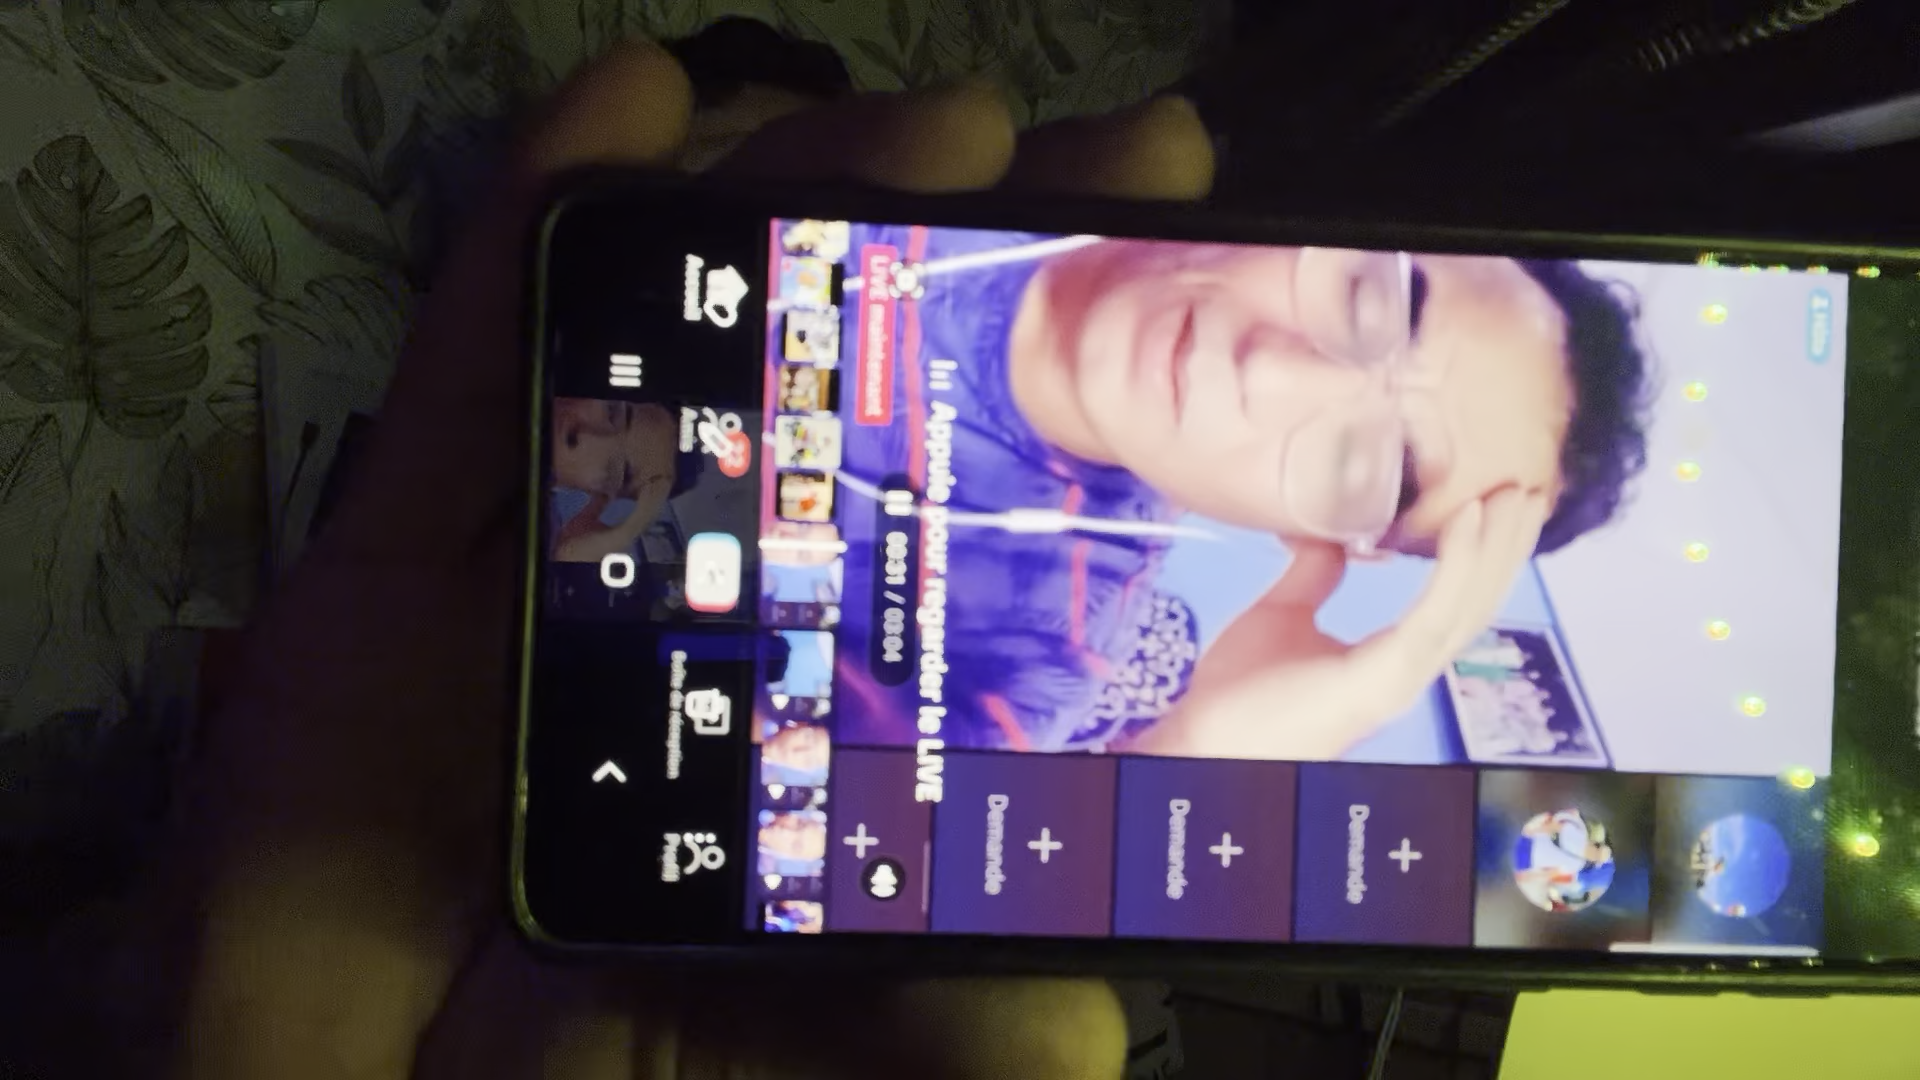 Demande
Demande
Demande
Appuie pour regarder le LIVE
00:31 / 03:04
LIVE maintenant
Accueil
Amis
22
Boîte de réception
Profil